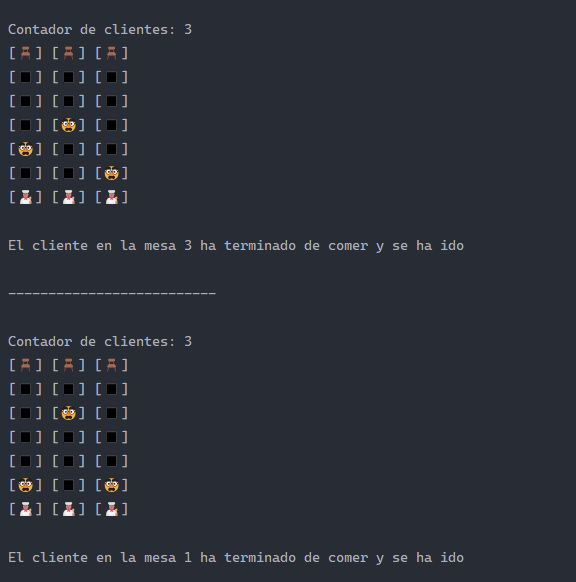 Contador de clientes: 3
[🪑] [🪑] [🪑]
[⬛] [⬛] [⬛]
[⬛] [⬛] [⬛]
[⬛] [🤠] [⬛]
[🤠] [⬛] [⬛]
[⬛] [⬛] [🤠]
[👨‍🍳] [👨‍🍳] [👨‍🍳]
El cliente en la mesa 3 ha terminado de comer y se ha ido
--------------------------
Contador de clientes: 3
[🪑] [🪑] [🪑]
[⬛] [⬛] [⬛]
[⬛] [🤠] [⬛]
[⬛] [⬛] [⬛]
[⬛] [⬛] [⬛]
[🤠] [⬛] [🤠]
[👨‍🍳] [👨‍🍳] [👨‍🍳]
El cliente en la mesa 1 ha terminado de comer y se ha ido